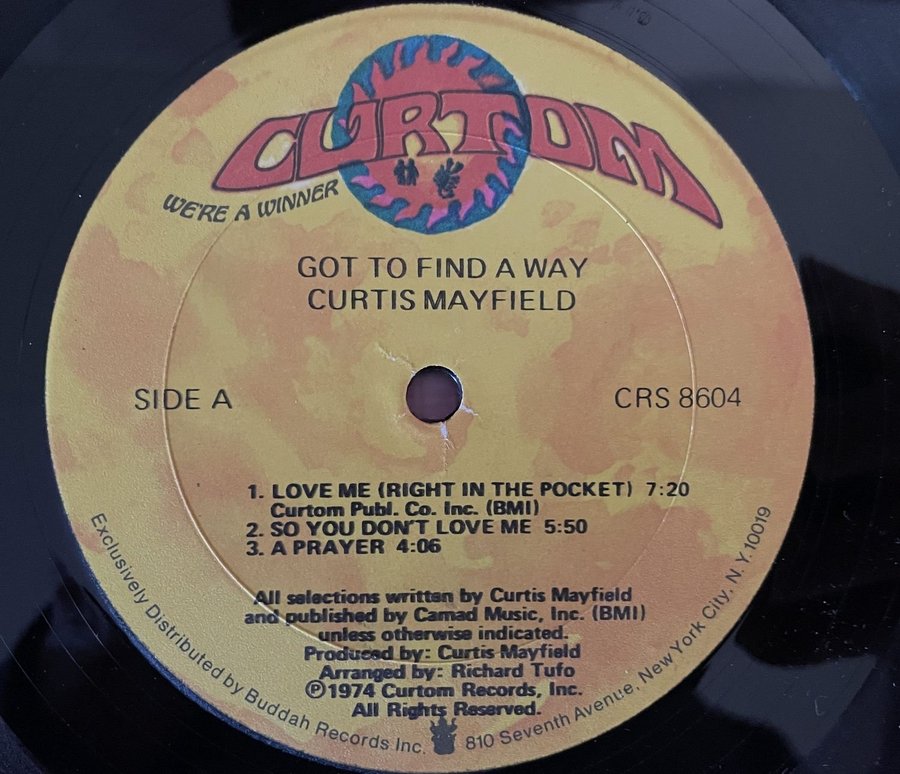 CURTOM
WE'RE A WINNER
GOT TO FIND A WAY
CURTIS MAYFIELD
SIDE A
CRS 8604
1. LOVE ME (RIGHT IN THE POCKET) 7:20
Curtom Publ. Co. Inc. (BMI)
2. SO YOU DON'T LOVE ME 5:50
3. A PRAYER 4:06
All selections written by Curtis Mayfield
and published by Camad Music, Inc. (BMI)
unless otherwise indicated.
Produced by: Curtis Mayfield
Arranged by: Richard Tufo
℗1974 Curtom Records, Inc.
All Rights Reserved.
Exclusively Distributed by Buddah Records Inc. 810 Seventh Avenue, New York City, N.Y. 10019